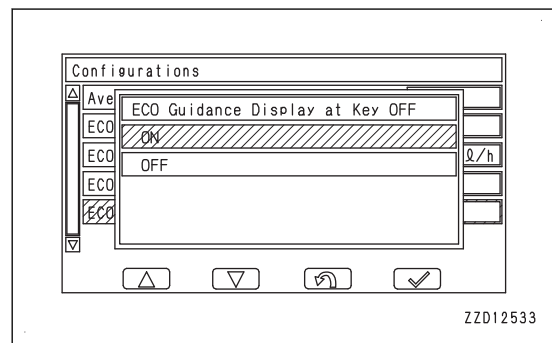 Configurations
Ave
ECO Guidance Display at Key OFF
ECO
ON
ECO
OFF
ℓ/h
ECO
ECO
ZZD12533